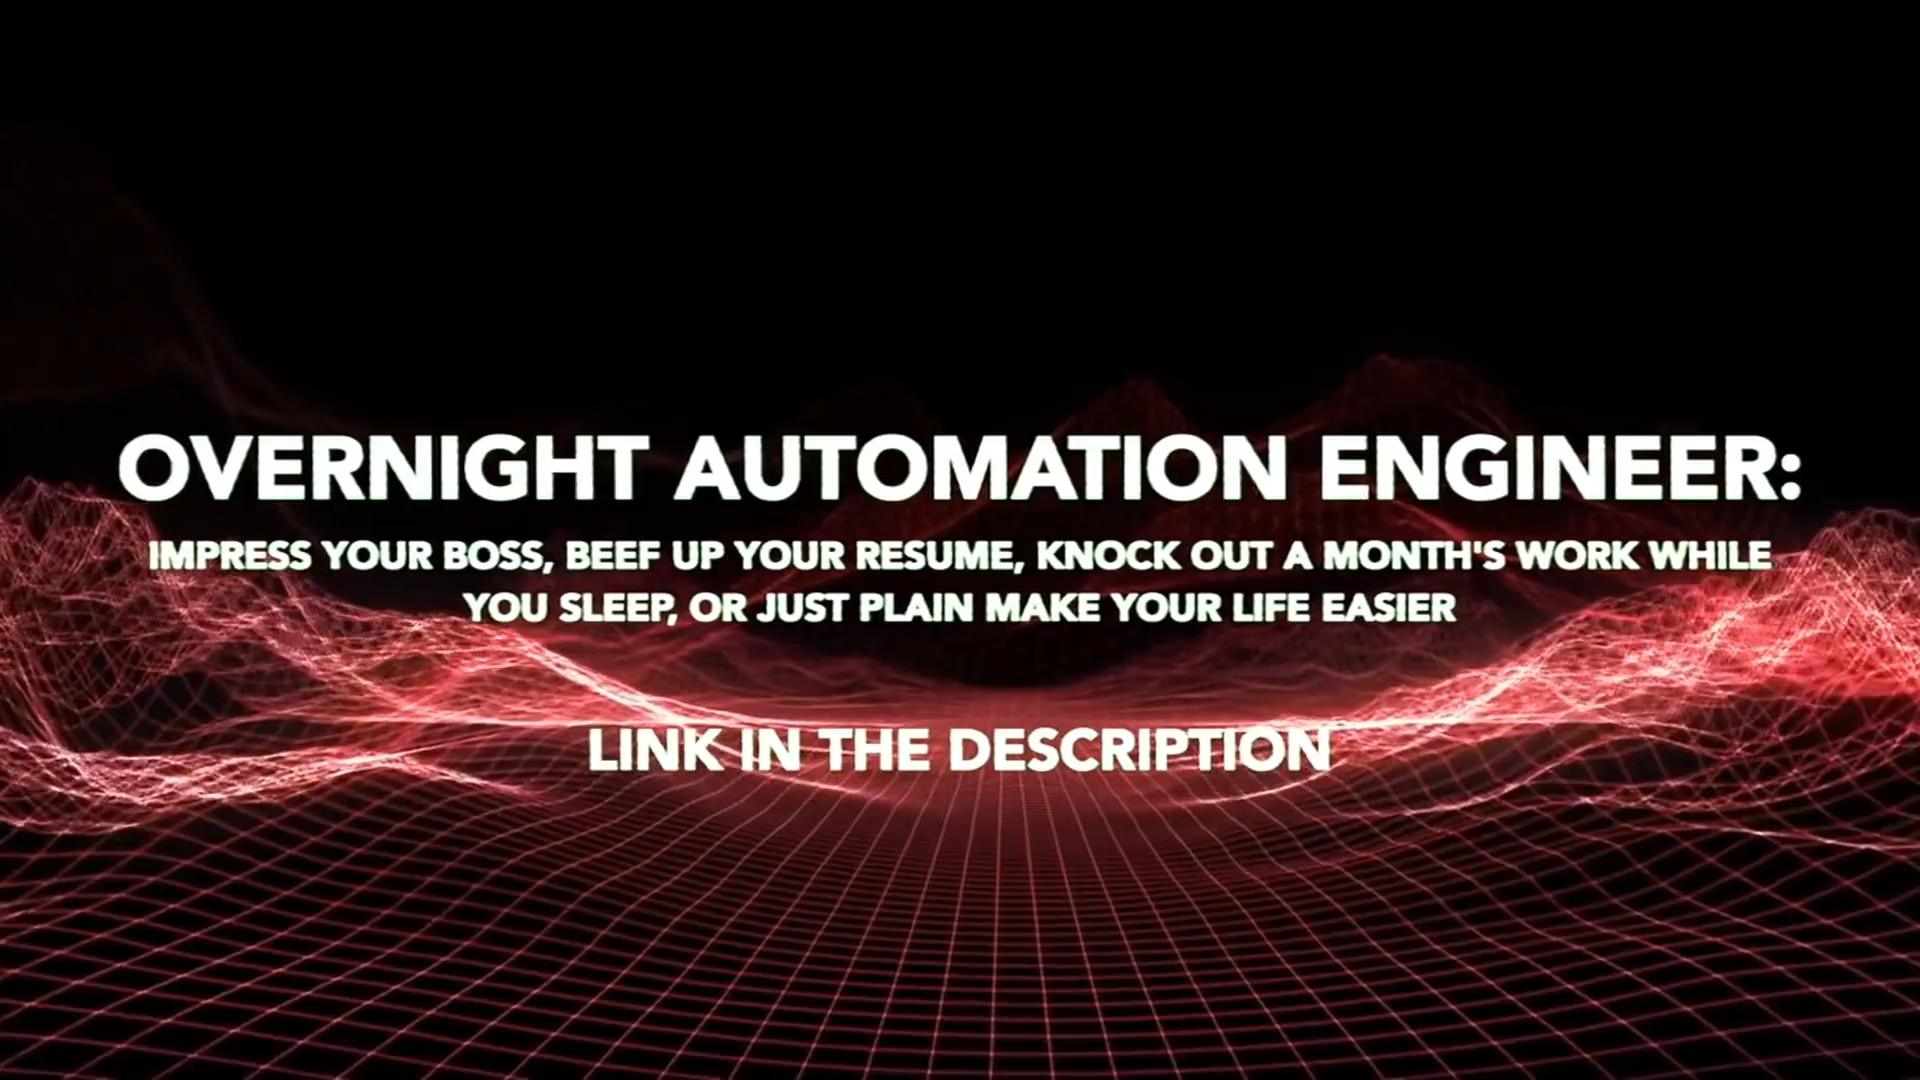 OVERNIGHT AUTOMATION ENGINEER:
IMPRESS YOUR BOSS, BEEF UP YOUR RESUME, KNOCK OUT A MONTH'S WORK WHILE
YOU SLEEP, OR JUST PLAIN MAKE YOUR LIFE EASIER
LINK IN THE DESCRIPTION